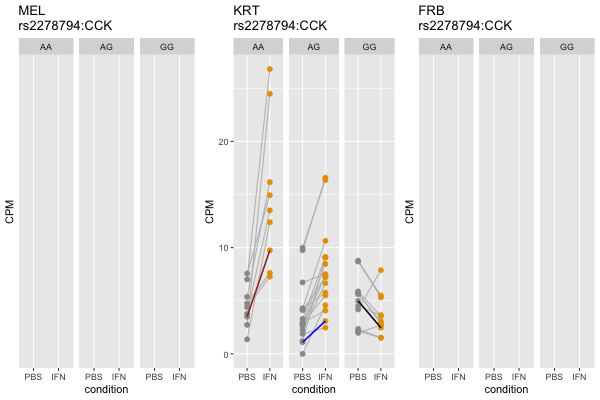 MEL
rs2278794:CCK
AA AG GG
CPM
PBS IFN PBS IFN PBS IFN
condition
KRT
rs2278794:CCK
AA AG GG
20
10
0
CPM
PBS IFN PBS IFN PBS IFN
condition
FRB
rs2278794:CCK
AA AG GG
CPM
PBS IFN PBS IFN PBS IFN
condition